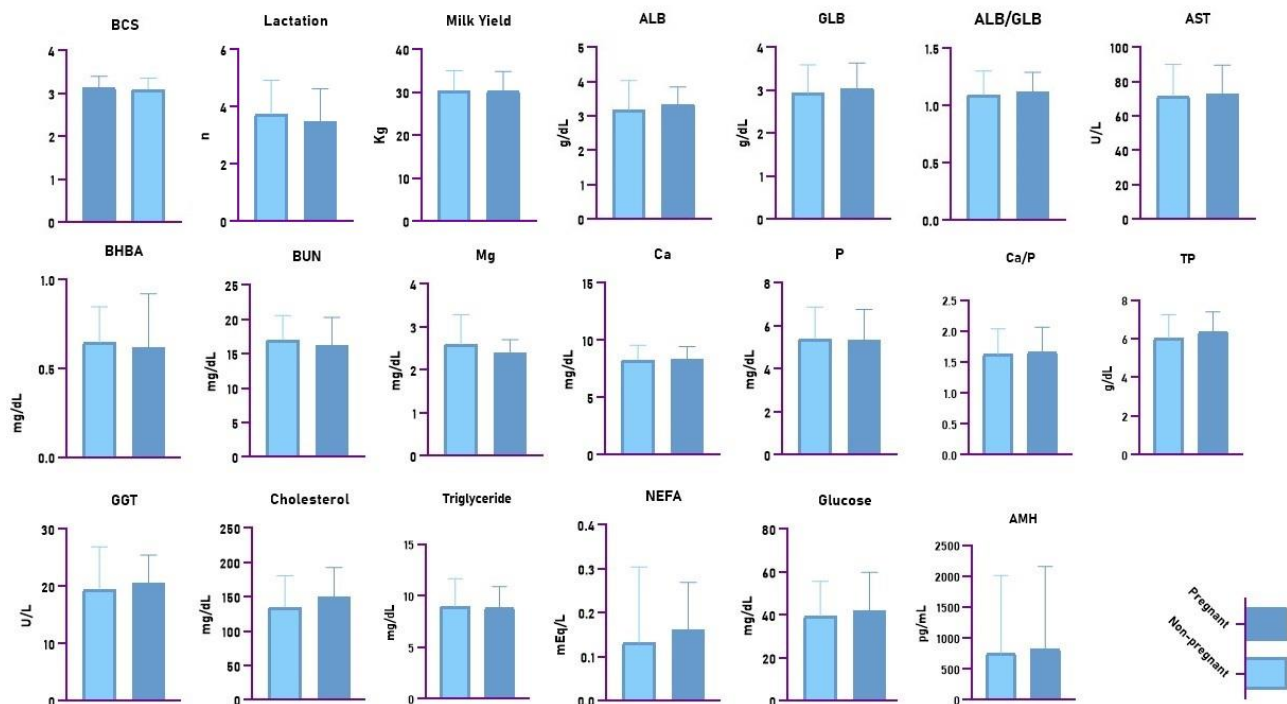 BCS
4
3
2
1
0
Lactation
n
6
4
2
0
Milk Yield
Kg
40
30
20
10
0
ALB
g/dL
5
4
3
2
1
0
GLB
g/dL
4
3
2
1
0
ALB/GLB
1.5
1.0
0.5
0.0
AST
U/L
100
80
60
40
20
0
BHBA
mg/dL
1.0
0.5
0.0
BUN
mg/dL
25
20
15
10
5
0
Mg
mg/dL
4
3
2
1
0
Ca
mg/dL
15
10
5
0
P
mg/dL
8
6
4
2
0
Ca/P
2.5
2.0
1.5
1.0
0.5
0.0
TP
g/dL
8
6
4
2
0
GGT
U/L
30
20
10
0
Cholesterol
mg/dL
250
200
150
100
50
0
Triglyceride
mg/dL
15
10
5
0
NEFA
mEq/L
0.4
0.3
0.2
0.1
0.0
Glucose
mg/dL
80
60
40
20
0
AMH
pg/mL
2500
2000
1500
1000
500
0
Pregnant
Non-pregnant